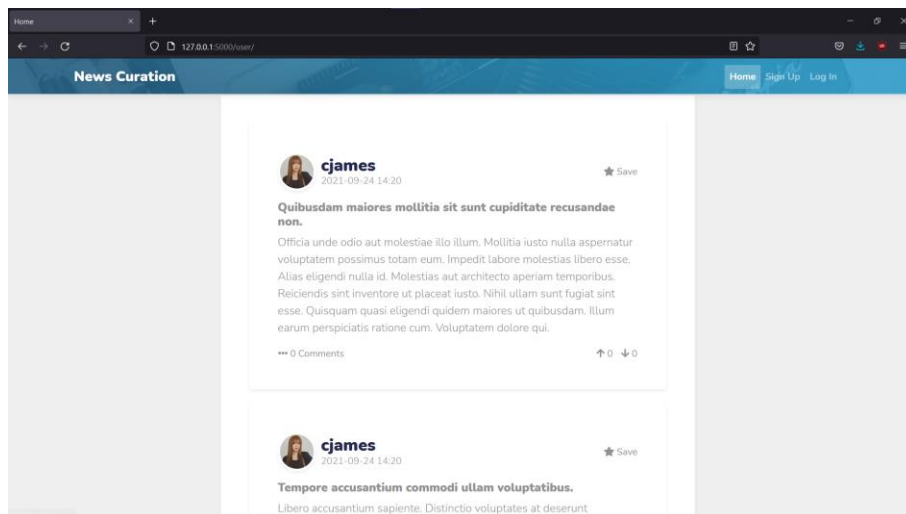 Home
127.0.0.1:5000/user/
News Curation
Home Sign Up Log In
cjames
2021-09-24 14:20
Save
Quibusdam maiores mollitia sit sunt cupiditate recusandae
non.
Officia unde odio aut molestiae illo illum. Mollitia iusto nulla aspernatur
voluptatem possimus totam eum. Impedit labore molestias libero esse.
Alias eligendi nulla id. Molestias aut architecto aperiam temporibus.
Reiciendis sint inventore ut placeat iusto. Nihil ullam sunt fugiat sint
esse. Quisquam quasi eligendi quidem maiores ut quibusdam. Illum
earum perspiciatis ratione cum. Voluptatem dolore qui.
0 Comments
0 0
cjames
2021-09-24 14:20
Save
Tempore accusantium commodi ullam voluptatibus.
Libero accusantium sapiente. Distinctio voluptates at deserunt